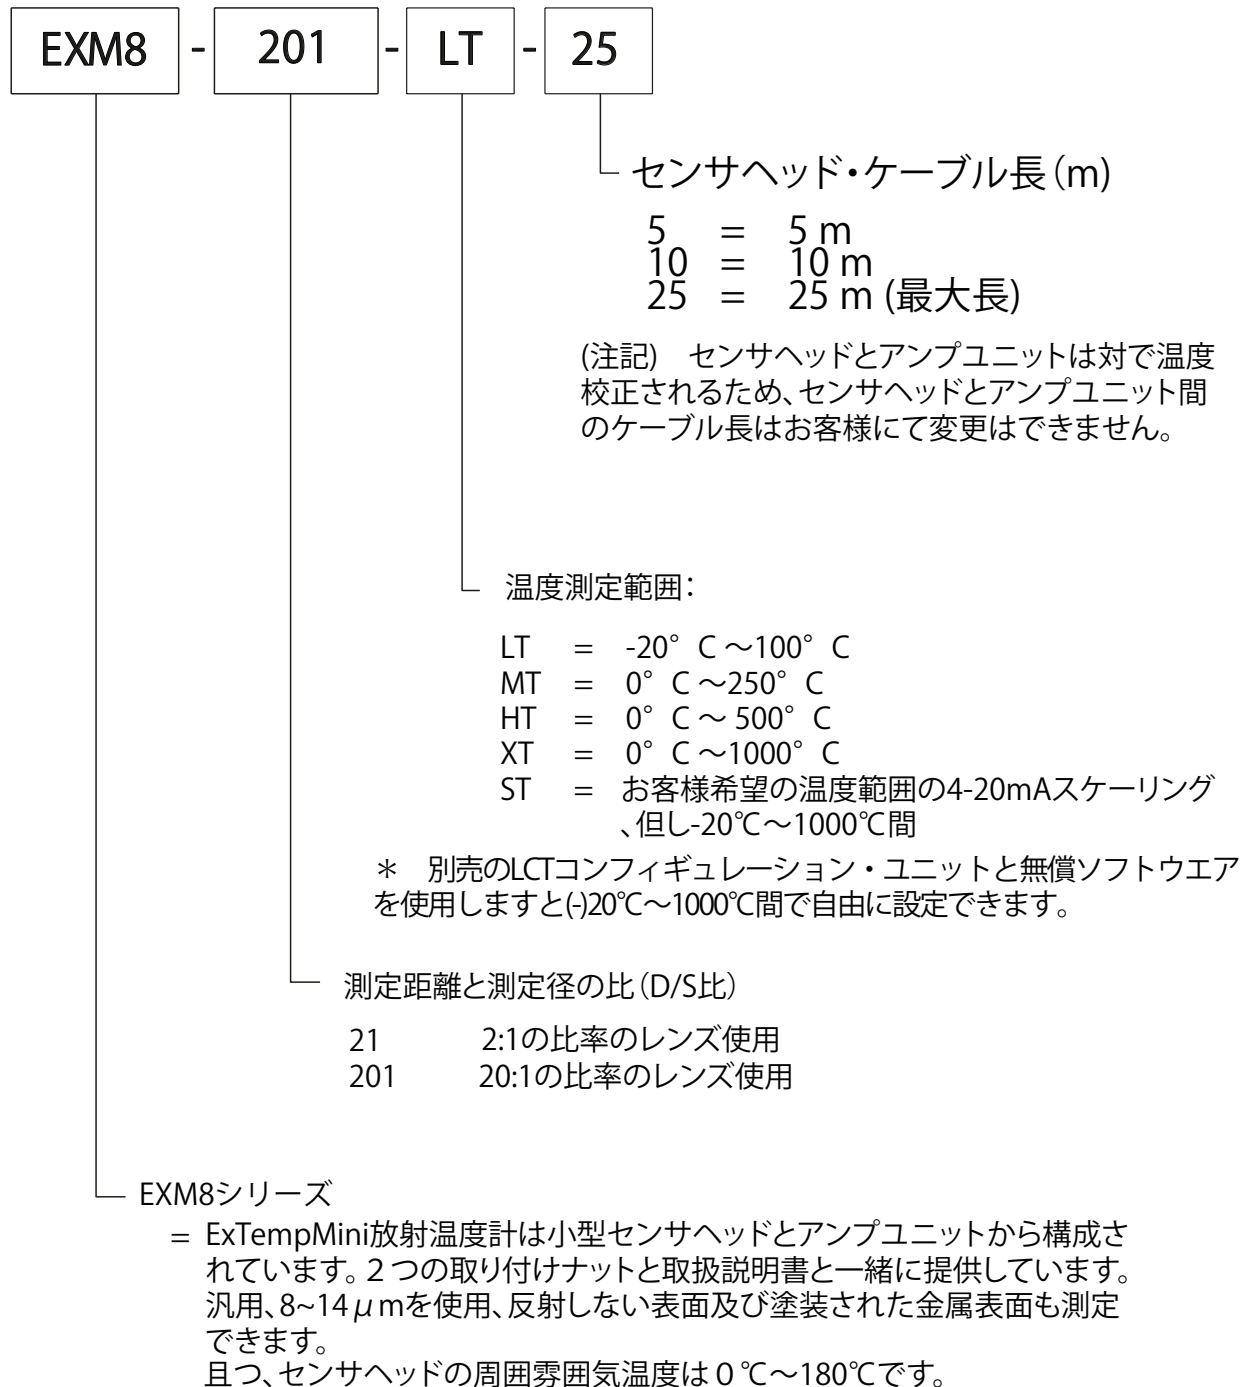 EXM8 - 201 - LT - 25
センサヘッド・ケーブル長(m)
5 = 5 m
10 = 10 m
25 = 25 m (最大長)
(注記) センサヘッドとアンプユニットは対で温度
校正されるため、センサヘッドとアンプユニット間
のケーブル長はお客様にて変更はできません。
温度測定範囲:
LT = -20°C ～100°C
MT = 0°C ～250°C
HT = 0°C ～ 500°C
XT = 0°C ～1000°C
ST = お客様希望の温度範囲の4-20mAスケーリング
、但し-20℃～1000℃間
＊ 別売のLCTコンフィギュレーション・ユニットと無償ソフトウエア
を使用しますと(-)20℃～1000℃間で自由に設定できます。
測定距離と測定径の比(D/S比)
21 2:1の比率のレンズ使用
201 20:1の比率のレンズ使用
EXM8シリーズ
= ExTempMini放射温度計は小型センサヘッドとアンプユニットから構成さ
れています。２つの取り付けナットと取扱説明書と一緒に提供しています。
汎用、8~14μmを使用、反射しない表面及び塗装された金属表面も測定
できます。
且つ、センサヘッドの周囲雰囲気温度は０℃～180℃です。